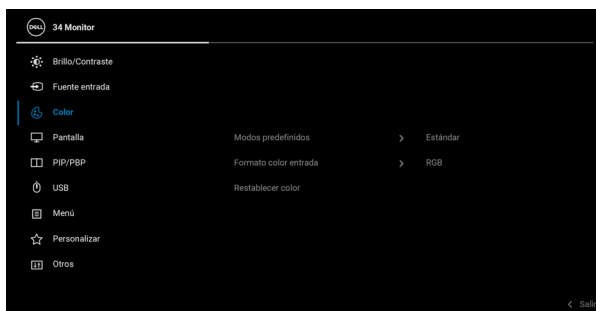 DELL 34 Monitor
Brillo/Contraste
Fuente entrada
Color
Pantalla Modos predefinidos > Estándar
PIP/PBP Formato color entrada > RGB
USB Restablecer color
Menú
Personalizar
Otros
< Salir